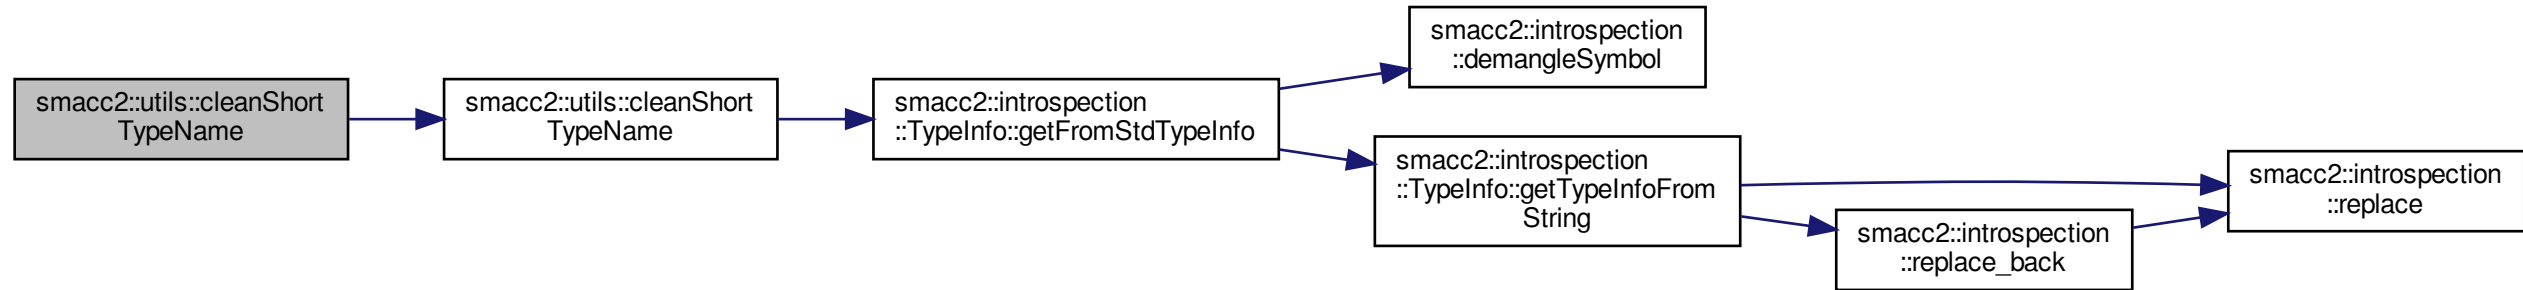 smacc2::utils::cleanShort
TypeName
smacc2::utils::cleanShort
TypeName
smacc2::introspection
::TypeInfo::getFromStdTypeInfo
smacc2::introspection
::demangleSymbol
smacc2::introspection
::TypeInfo::getTypeInfoFrom
String
smacc2::introspection
::replace_back
smacc2::introspection
::replace